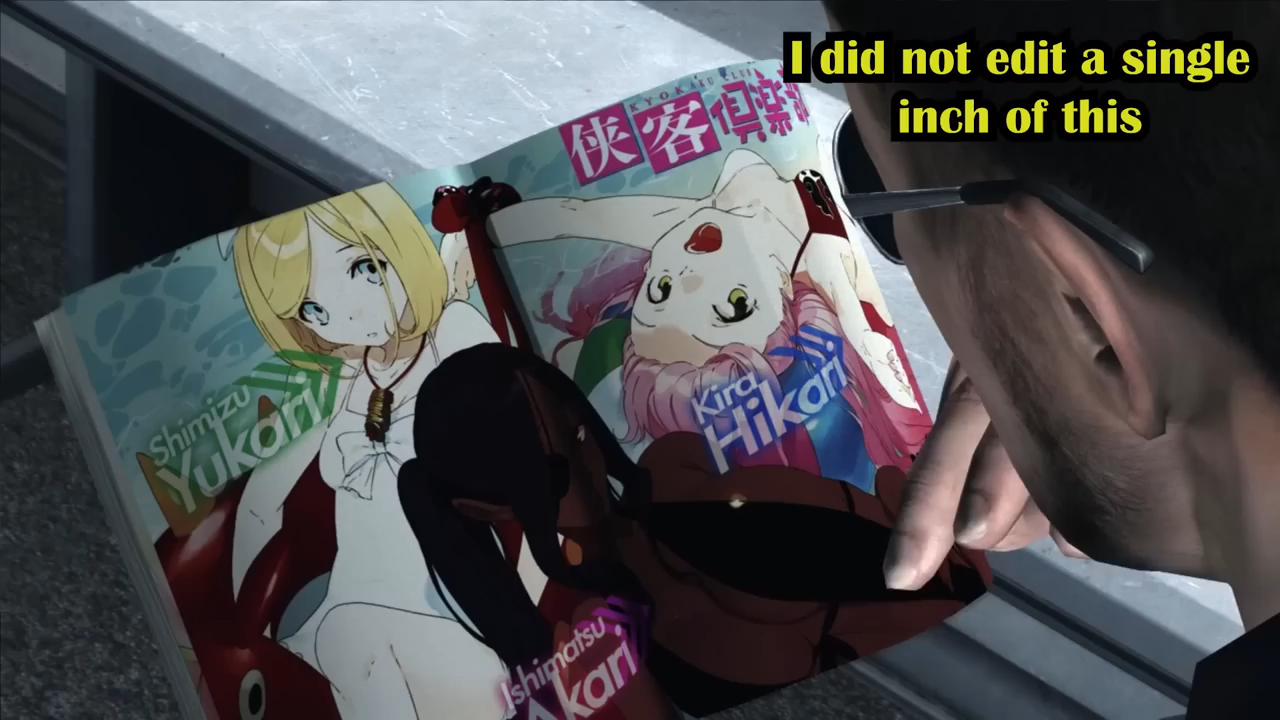 I did not edit a single
inch of this
KYOKAKU CLUB
侠客倶楽部
Shimizu
Yukari
Kira
Hikari
Ishimatsu
Akari